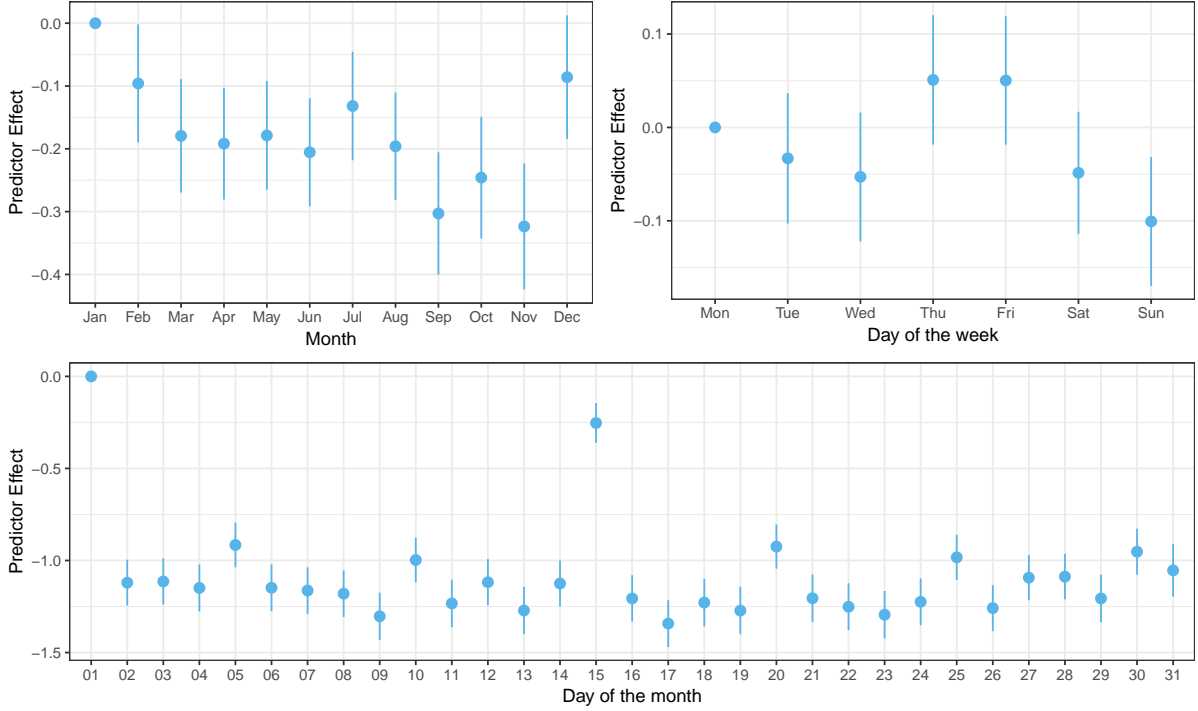 Predictor Effect
0.0
−0.1
−0.2
−0.3
−0.4
Jan Feb Mar Apr May Jun Jul Aug Sep Oct Nov Dec
Month
Predictor Effect
0.1
0.0
−0.1
Mon Tue Wed Thu Fri Sat Sun
Day of the week
Predictor Effect
0.0
−0.5
−1.0
−1.5
01 02 03 04 05 06 07 08 09 10 11 12 13 14 15 16 17 18 19 20 21 22 23 24 25 26 27 28 29 30 31
Day of the month